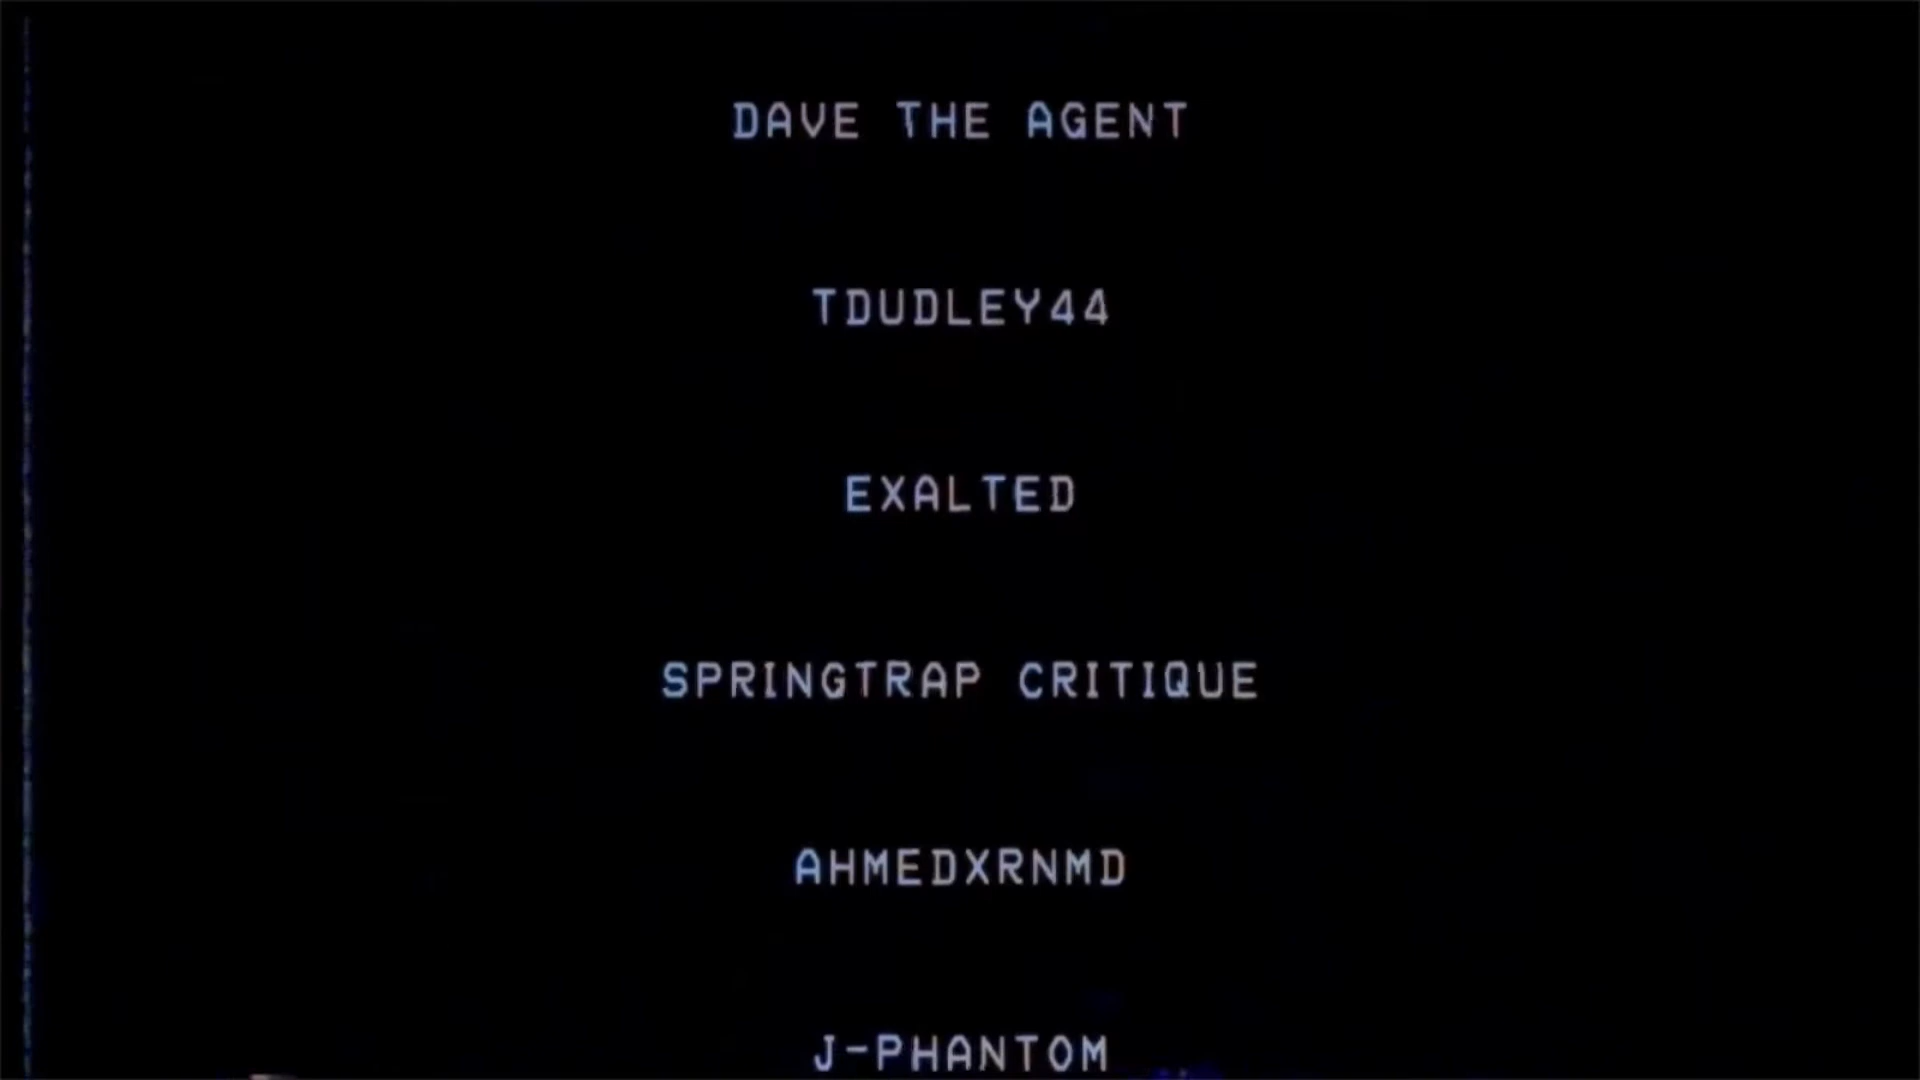 DAVE THE AGENT
TDUDLEY44
EXALTED
SPRINGTRAP CRITIQUE
AHMEDXRNMD
J-PHANTOM